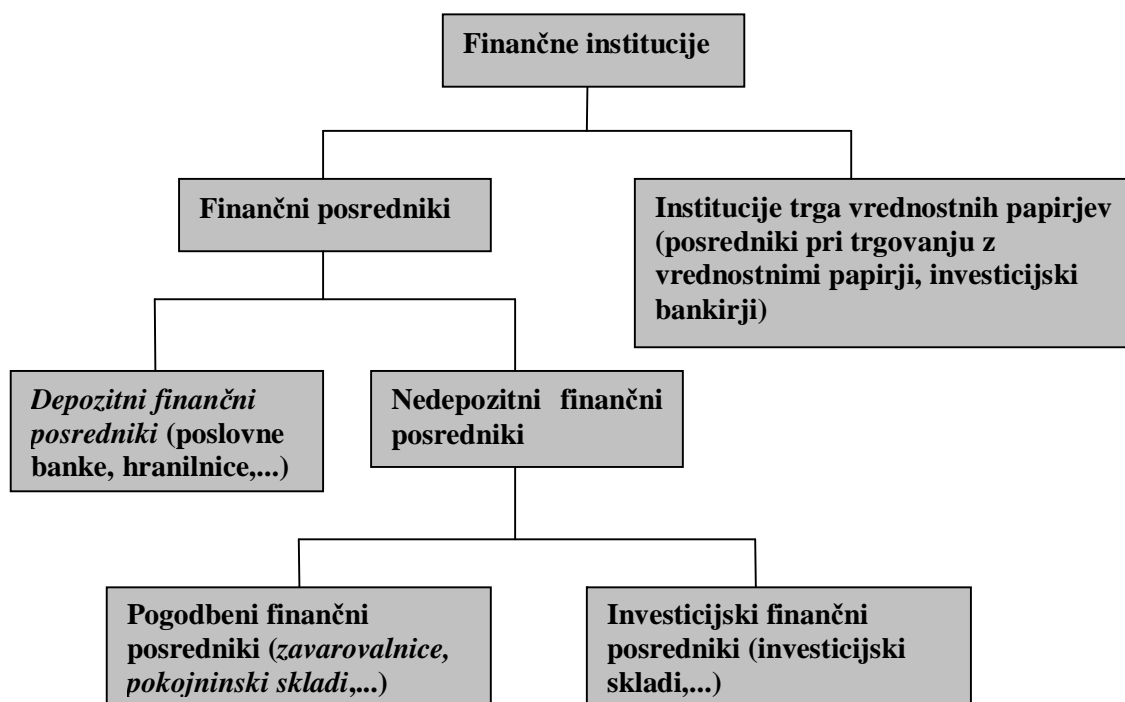 Finančne institucije
Finančni posredniki
Institucije trga vrednostnih papirjev
(posredniki pri trgovanju z
vrednostnimi papirji, investicijski
bankirji)
Depozitni finančni
posredniki (poslovne
banke, hranilnice,...)
Nedepozitni finančni
posredniki
Pogodbeni finančni
posredniki (zavarovalnice,
pokojninski skladi,...)
Investicijski finančni
posredniki (investicijski
skladi,...)